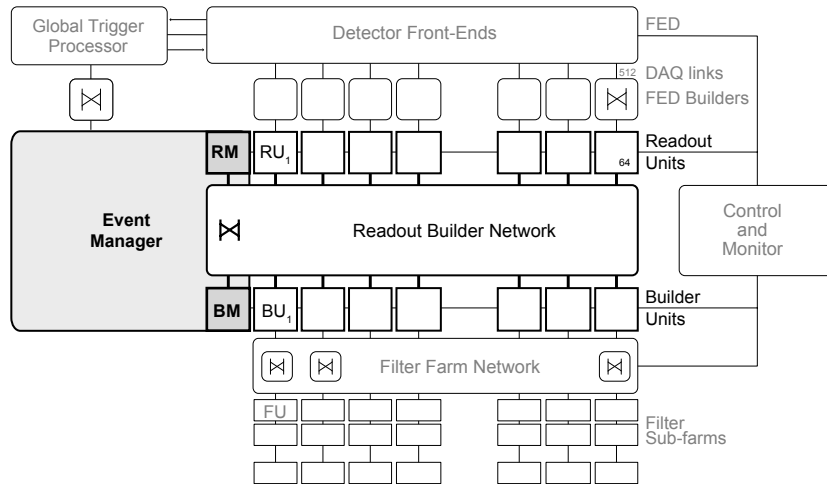 Global Trigger
Processor
Detector Front-Ends
FED
512
DAQ links
FED Builders
RM
RU1
64
Readout
Units
Event
Manager
Readout Builder Network
Control
and
Monitor
BM
BU1
Builder
Units
Filter Farm Network
FU
Filter
Sub-farms